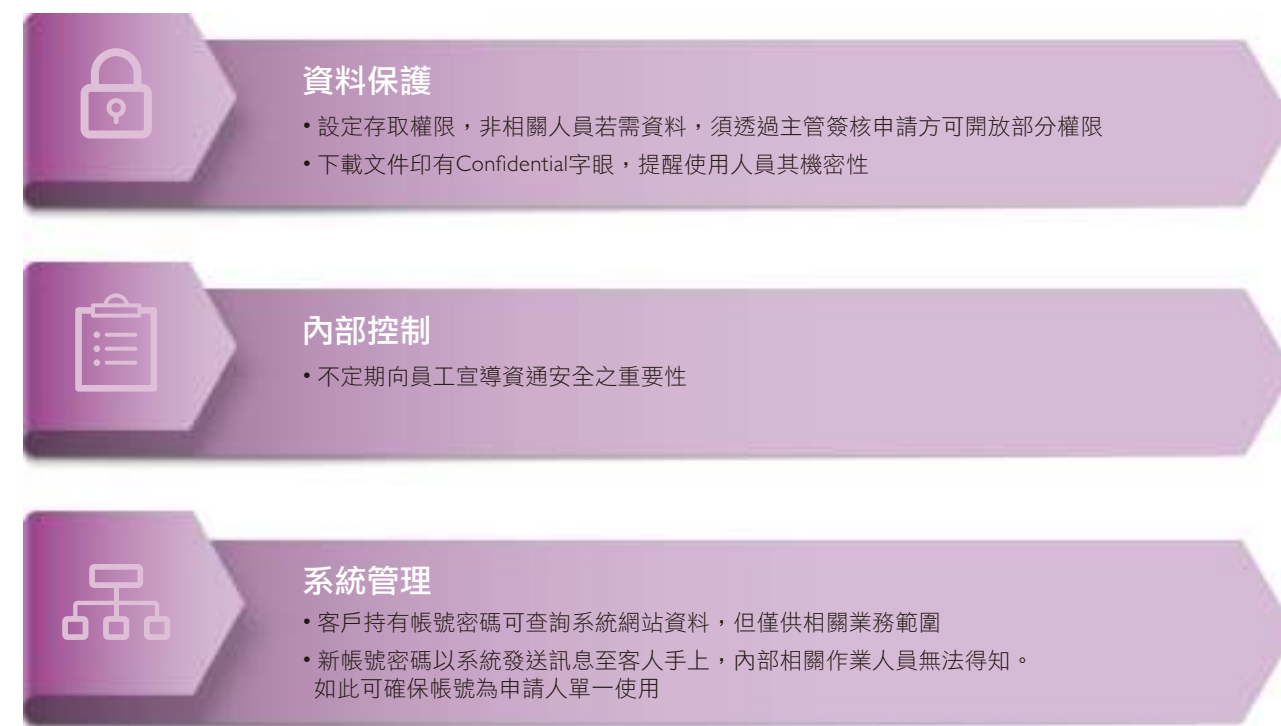 資料保護
• 設定存取權限，非相關人員若需資料，須透過主管簽核申請方可開放部分權限
• 下載文件印有Confidential字眼，提醒使用人員其機密性
內部控制
• 不定期向員工宣導資通安全之重要性
系統管理
• 客戶持有帳號密碼可查詢系統網站資料，但僅供相關業務範圍
• 新帳號密碼以系統發送訊息至客人手上，內部相關作業人員無法得知。
如此可確保帳號為申請人單一使用